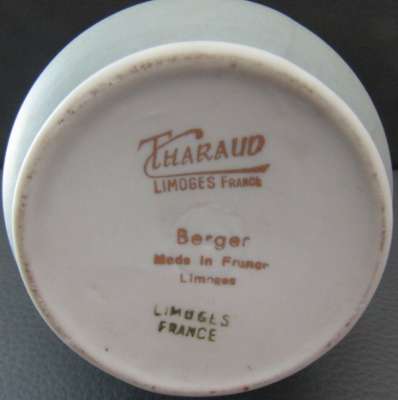 THARAUD
LIMOGES FRANCE
Berger
Made in France
Limoges
LIMOGES
FRANCE